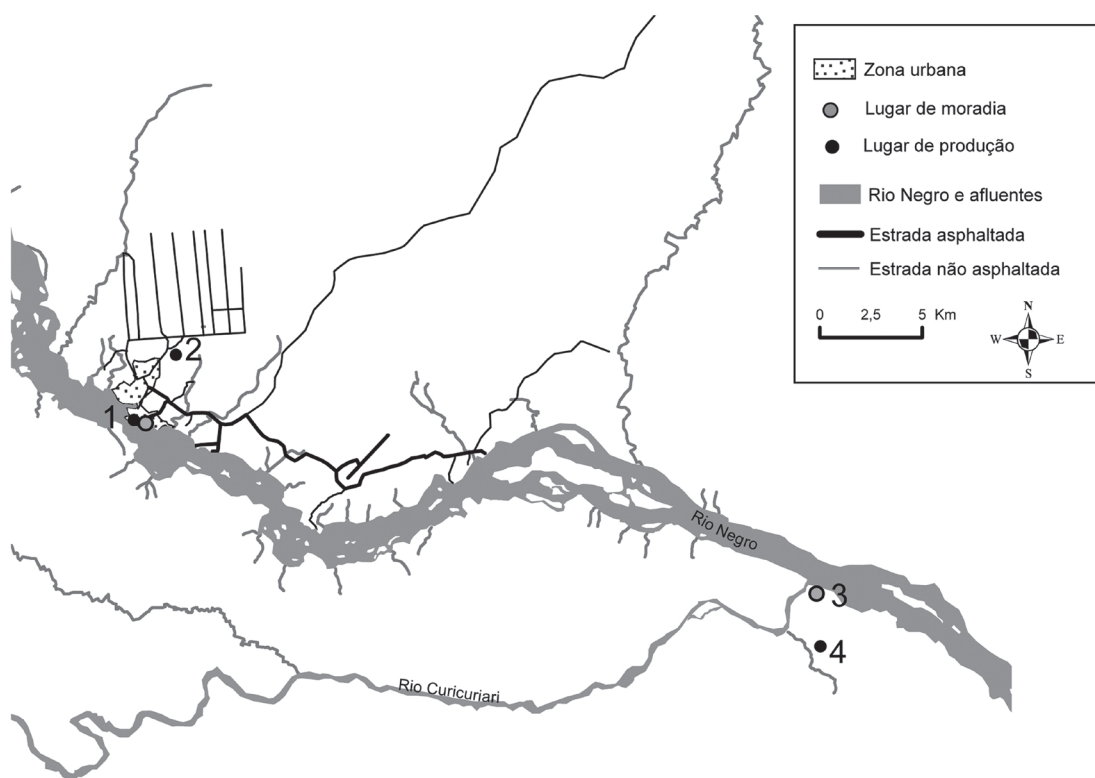 Zona urbana
Lugar de moradia
Lugar de produção
Rio Negro e afluentes
Estrada asphaltada
Estrada não asphaltada
0 2,5 5 Km
N
W E
S
2
1
Rio Negro
3
4
Rio Curicuriari